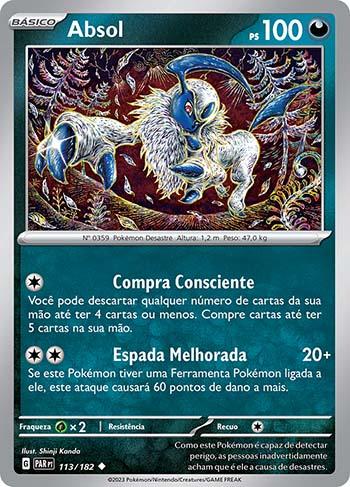 BÁSICO
Absol
PS 100
Nº 0359 Pokémon Desastre Altura: 1,2 m Peso: 47,0 kg
Compra Consciente
Você pode descartar qualquer número de cartas da sua
mão até ter 4 cartas ou menos. Compre cartas até ter
5 cartas na sua mão.
Espada Melhorada 20+
Se este Pokémon tiver uma Ferramenta Pokémon ligada
a ele, este ataque causará 60 pontos de dano a mais.
Fraqueza ×2 Resistência Recuo
Ilust. Shinji Kanda
G PAR PT 113/182
Como este Pokémon é capaz de detectar
perigo, as pessoas inadvertidamente
acham que é ele a causa de desastres.
©2023 Pokémon/Nintendo/Creatures/GAME FREAK